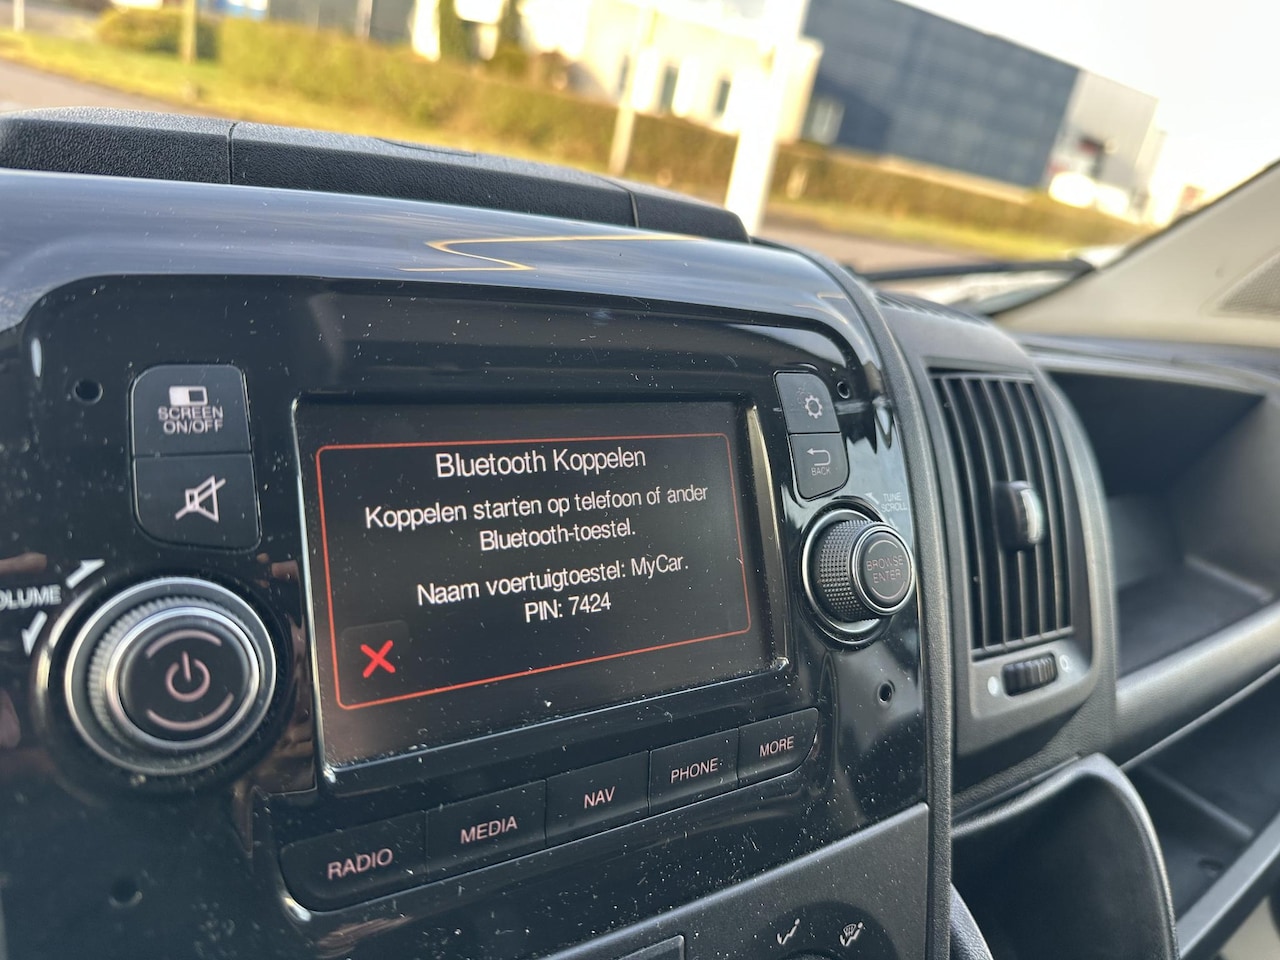 SCREEN
ON/OFF
Bluetooth Koppelen
Koppelen starten op telefoon of ander
Bluetooth-toestel.
Naam voertuigtoestel: MyCar.
PIN: 7424
BACK
TUNE
SCROLL
BROWSE
ENTER
RADIO
MEDIA
NAV
PHONE
MORE